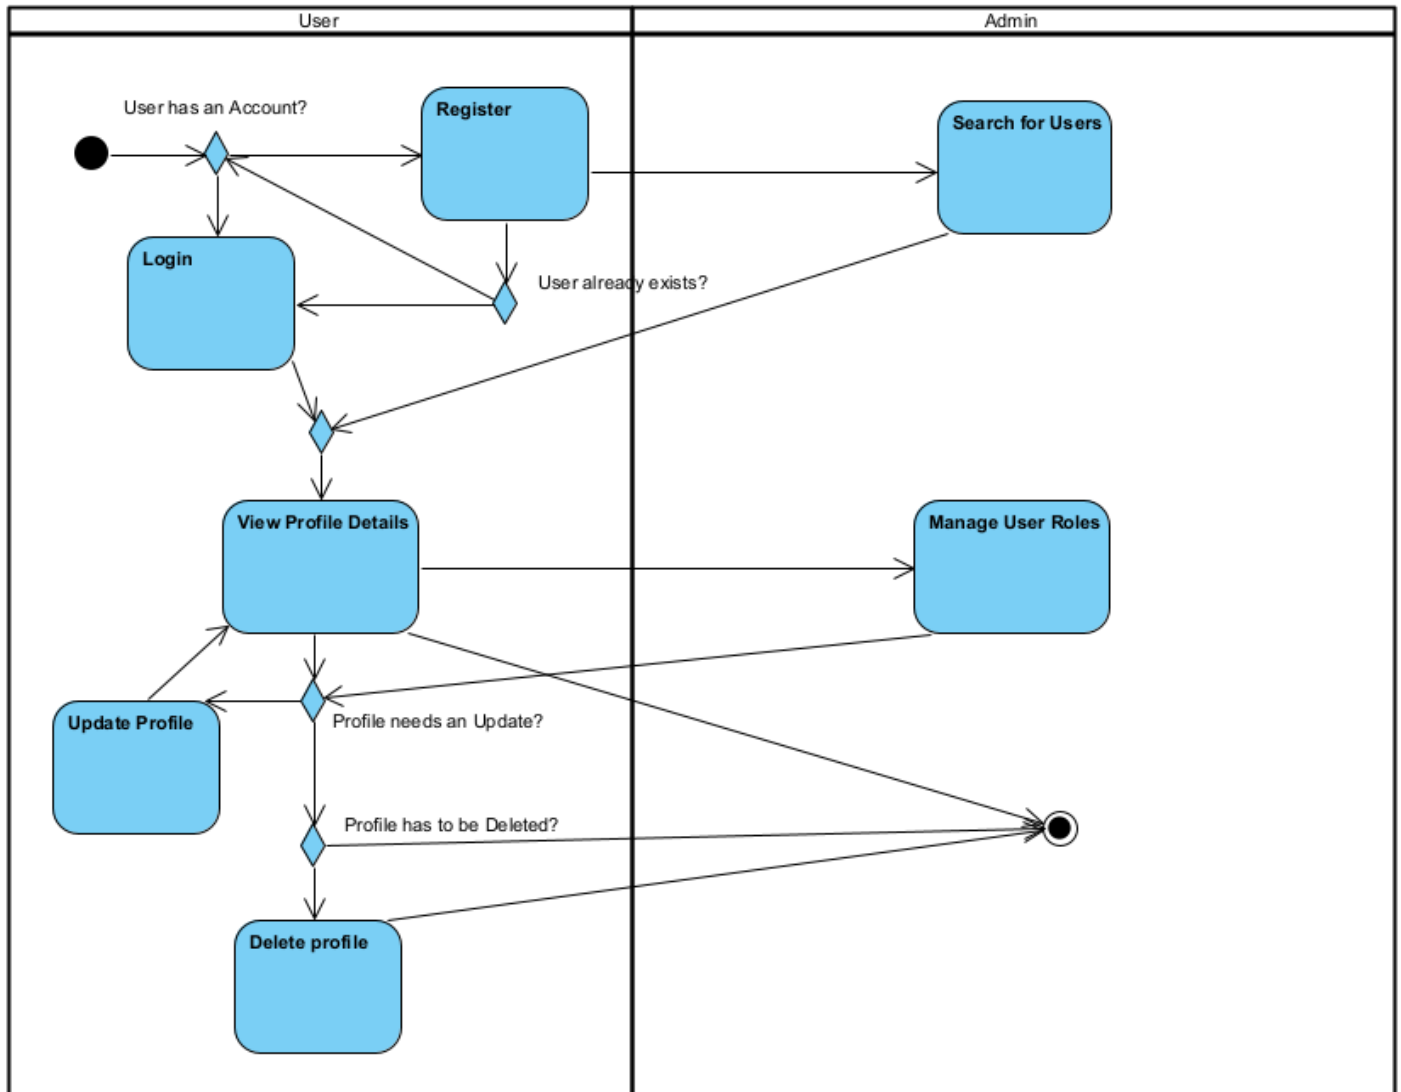 User
Admin
User has an Account?
Register
Search for Users
Login
User already exists?
View Profile Details
Manage User Roles
Update Profile
Profile needs an Update?
Profile has to be Deleted?
Delete profile